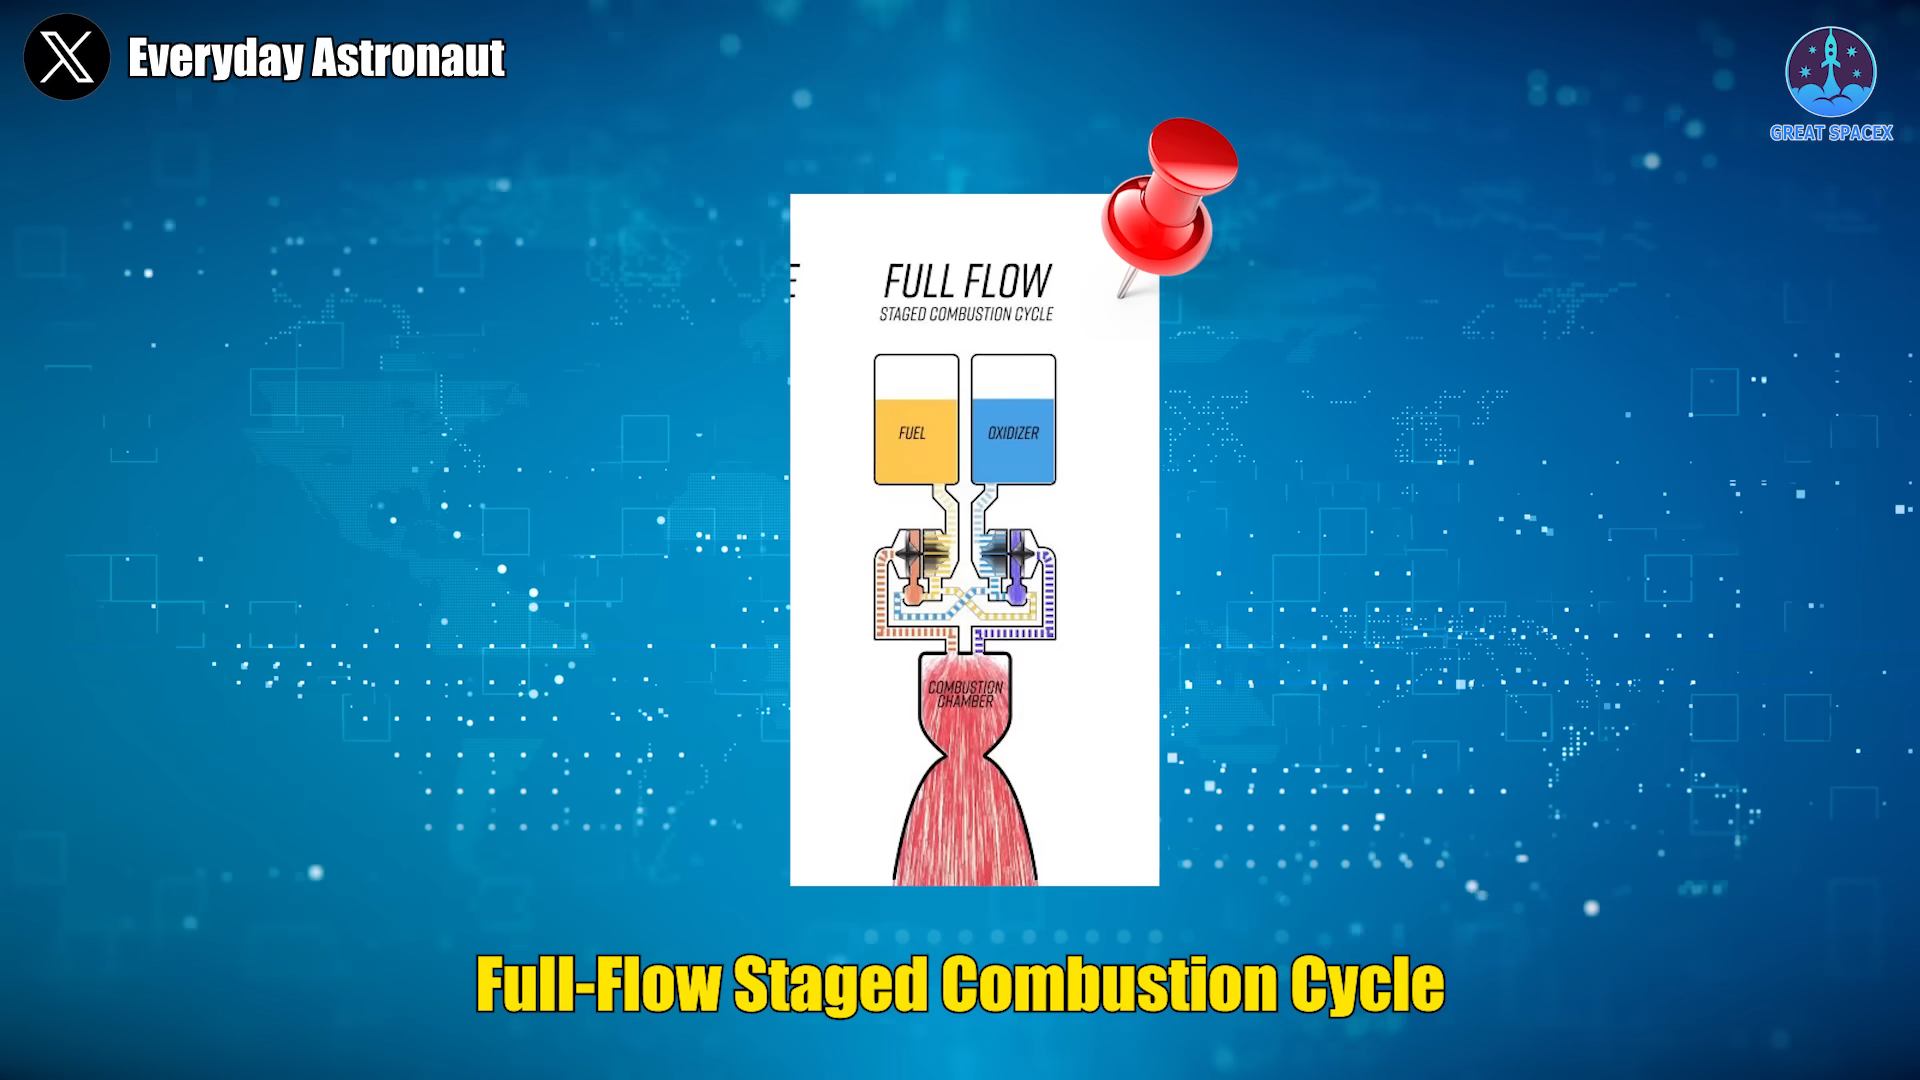 Everyday Astronaut
GREAT SPACEX
E
FULL FLOW
STAGED COMBUSTION CYCLE
FUEL
OXIDIZER
COMBUSTION
CHAMBER
Full-Flow Staged Combustion Cycle